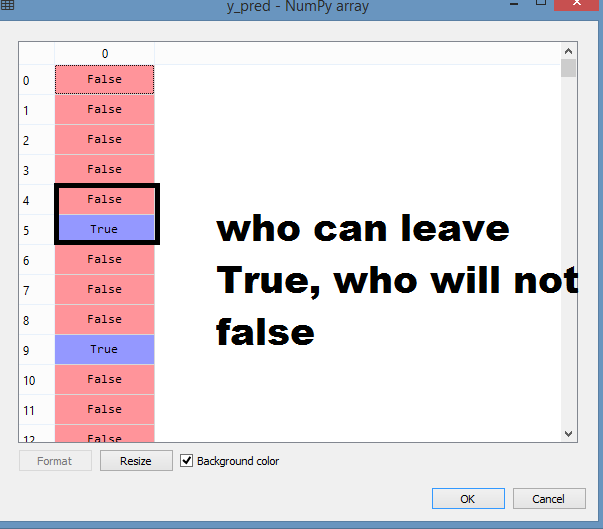 y_pred - NumPy array
0
0 False
1 False
2 False
3 False
4 False
5 True
6 False
7 False
8 False
9 True
10 False
11 False
12 False
who can leave
True, who will not
false
Format Resize Background color
OK Cancel